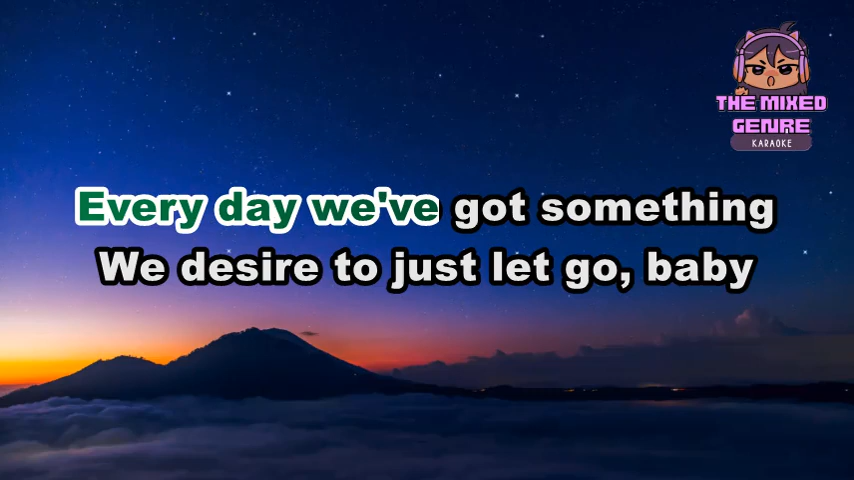 THE MIXED
GENRE
KARAOKE
Every day we've got something
We desire to just let go, baby